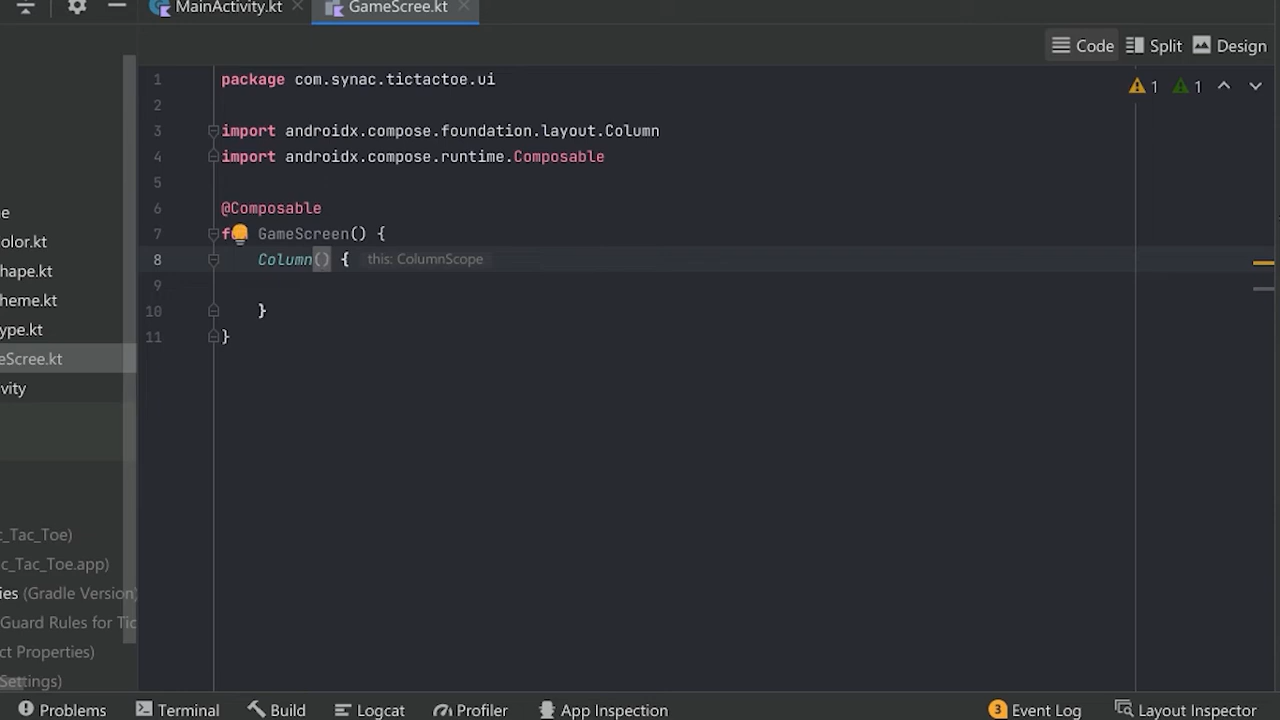 MainActivity.kt
GameScree.kt
Code
Split
Design
1 package com.synac.tictactoe.ui
1
1
2
3 import androidx.compose.foundation.layout.Column
4 import androidx.compose.runtime.Composable
5
6 @Composable
7 f GameScreen() {
8 Column() { this: ColumnScope
9
10 }
11 }
e
olor.kt
hape.kt
heme.kt
ype.kt
eScree.kt
ivity
c_Tac_Toe)
c_Tac_Toe.app)
ies (Gradle Version)
Guard Rules for Tic
ct Properties)
Settings)
Problems
Terminal
Build
Logcat
Profiler
App Inspection
3 Event Log
Layout Inspector